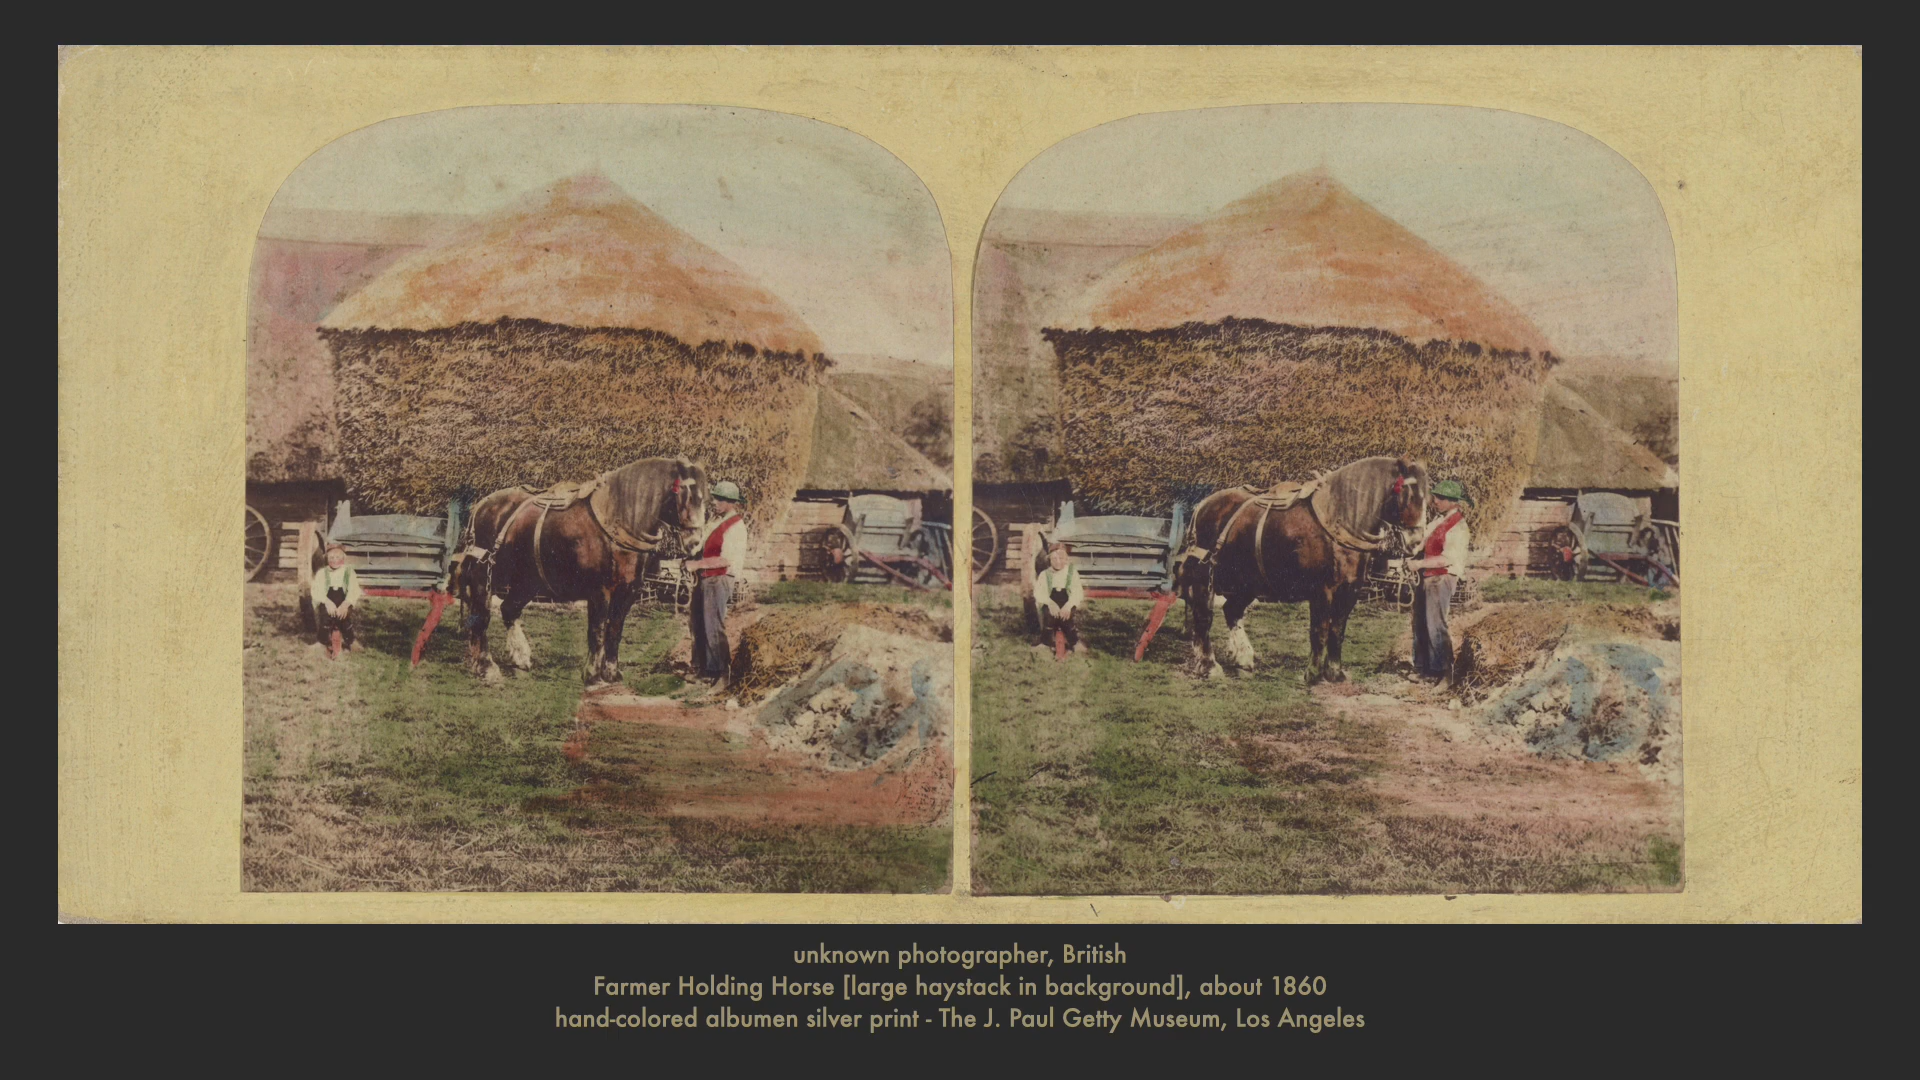 unknown photographer, British
Farmer Holding Horse [large haystack in background], about 1860
hand-colored albumen silver print - The J. Paul Getty Museum, Los Angeles